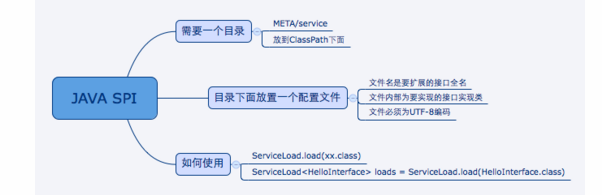 JAVA SPI
需要一个目录
META/service
放到ClassPath下面
目录下面放置一个配置文件
文件名是要扩展的接口全名
文件内部为要实现的接口实现类
文件必须为UTF-8编码
如何使用
ServiceLoad.load(xx.class)
ServiceLoad<HelloInterface> loads = ServiceLoad.load(HelloInterface.class)